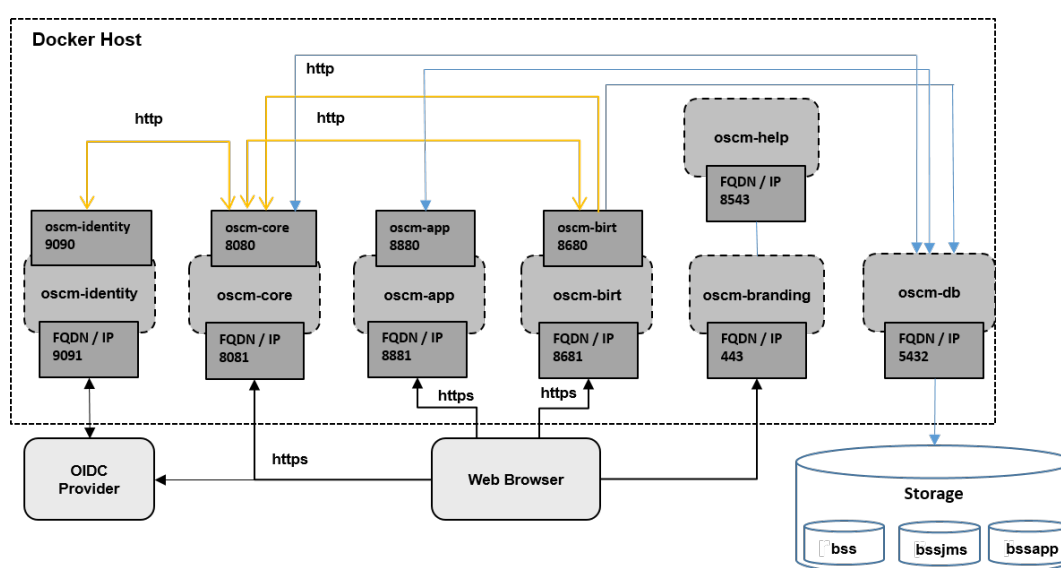 Docker Host
http
http
http
oscm-help
FQDN / IP
8543
oscm-identity
9090
oscm-core
8080
oscm-app
8880
oscm-birt
8680
oscm-identity
oscm-core
oscm-app
oscm-birt
oscm-branding
oscm-db
FQDN / IP
9091
FQDN / IP
8081
FQDN / IP
8881
FQDN / IP
8681
FQDN / IP
443
FQDN / IP
5432
https
https
https
OIDC
Provider
Web Browser
Storage
bss
bssjms
bssapp